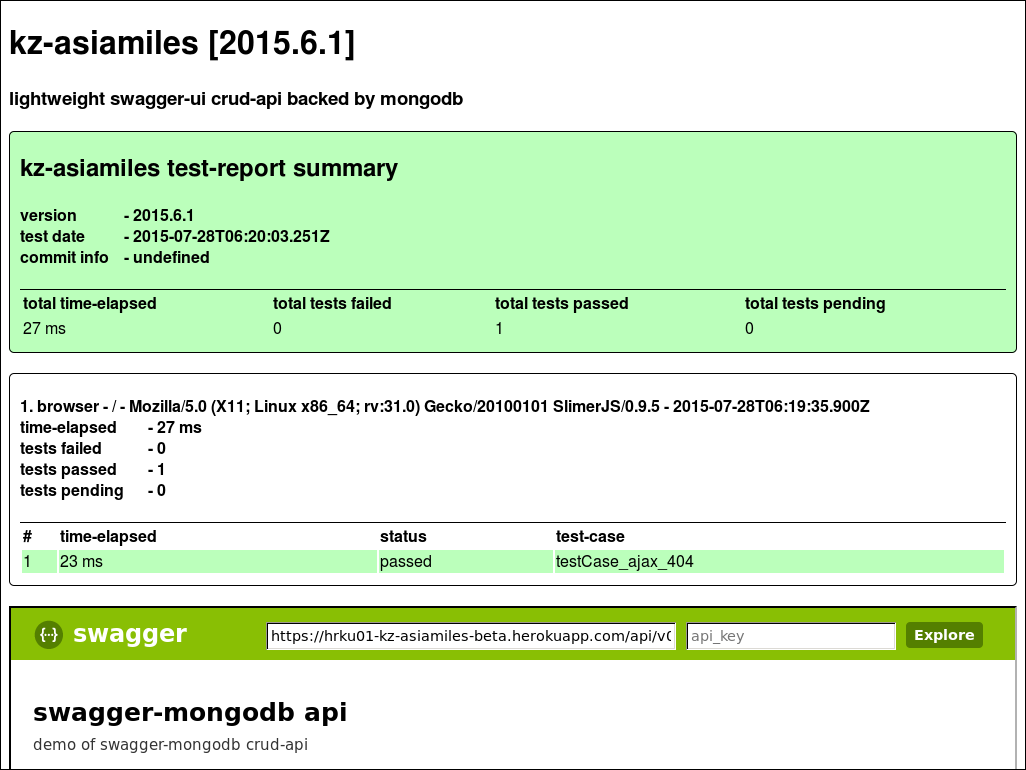 kz-asiamiles [2015.6.1]
lightweight swagger-ui crud-api backed by mongodb
kz-asiamiles test-report summary
version - 2015.6.1
test date - 2015-07-28T06:20:03.251Z
commit info - undefined
total time-elapsed total tests failed total tests passed total tests pending
27 ms 0 1 0
1. browser - / - Mozilla/5.0 (X11; Linux x86_64; rv:31.0) Gecko/20100101 SlimerJS/0.9.5 - 2015-07-28T06:19:35.900Z
time-elapsed - 27 ms
tests failed - 0
tests passed - 1
tests pending - 0
# time-elapsed status test-case
1 23 ms passed testCase_ajax_404
{··} swagger https://hrku01-kz-asiamiles-beta.herokuapp.com/api/v0 api_key Explore
swagger-mongodb api
demo of swagger-mongodb crud-api